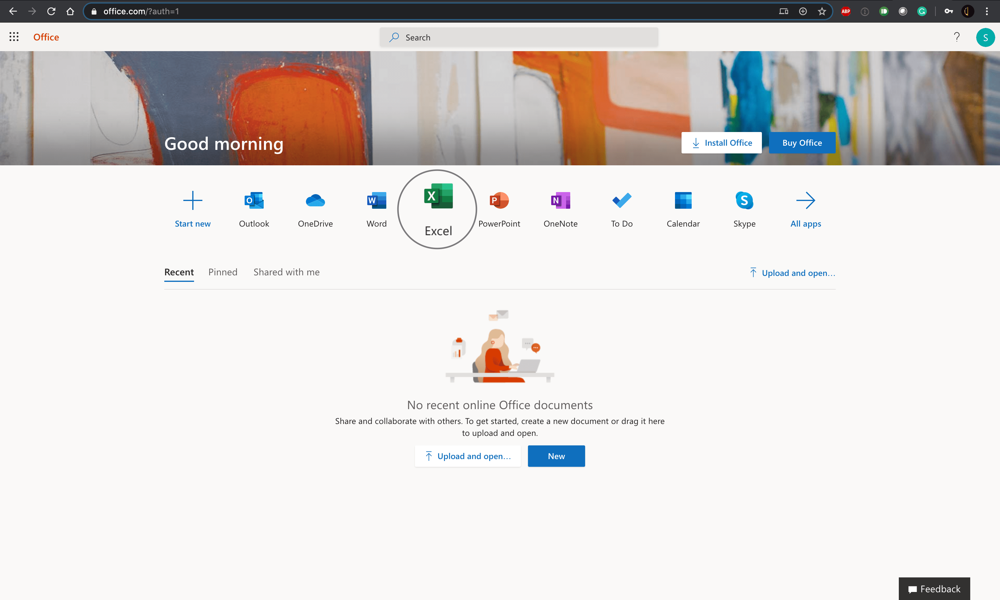 office.com/?auth=1
ABP
Office
Search
?
S
Good morning
Install Office
Buy Office
O
W
X
P
N
S
Start new
Outlook
OneDrive
Word
Excel
PowerPoint
OneNote
To Do
Calendar
Skype
All apps
Recent
Pinned
Shared with me
Upload and open...
No recent online Office documents
Share and collaborate with others. To get started, create a new document or drag it here
to upload and open.
Upload and open...
New
Feedback